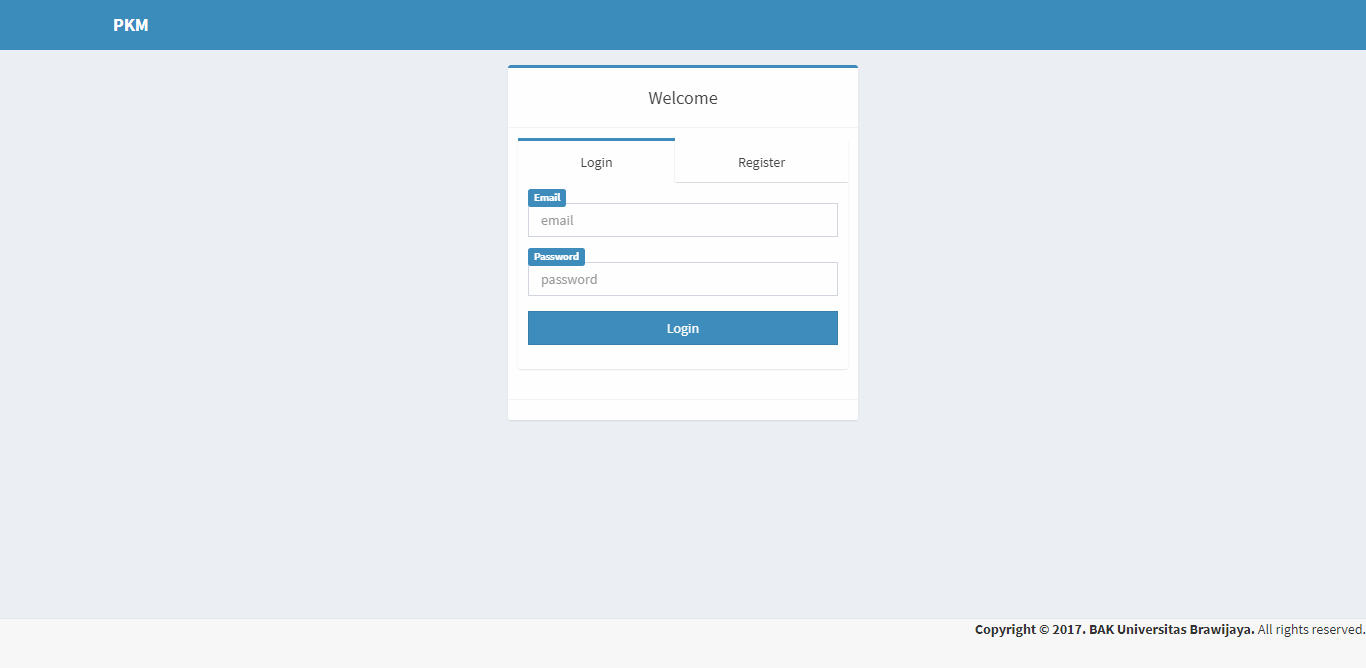 PKM
Welcome
Login Register
Email
email
Password
password
Login
Copyright © 2017. BAK Universitas Brawijaya. All rights reserved.